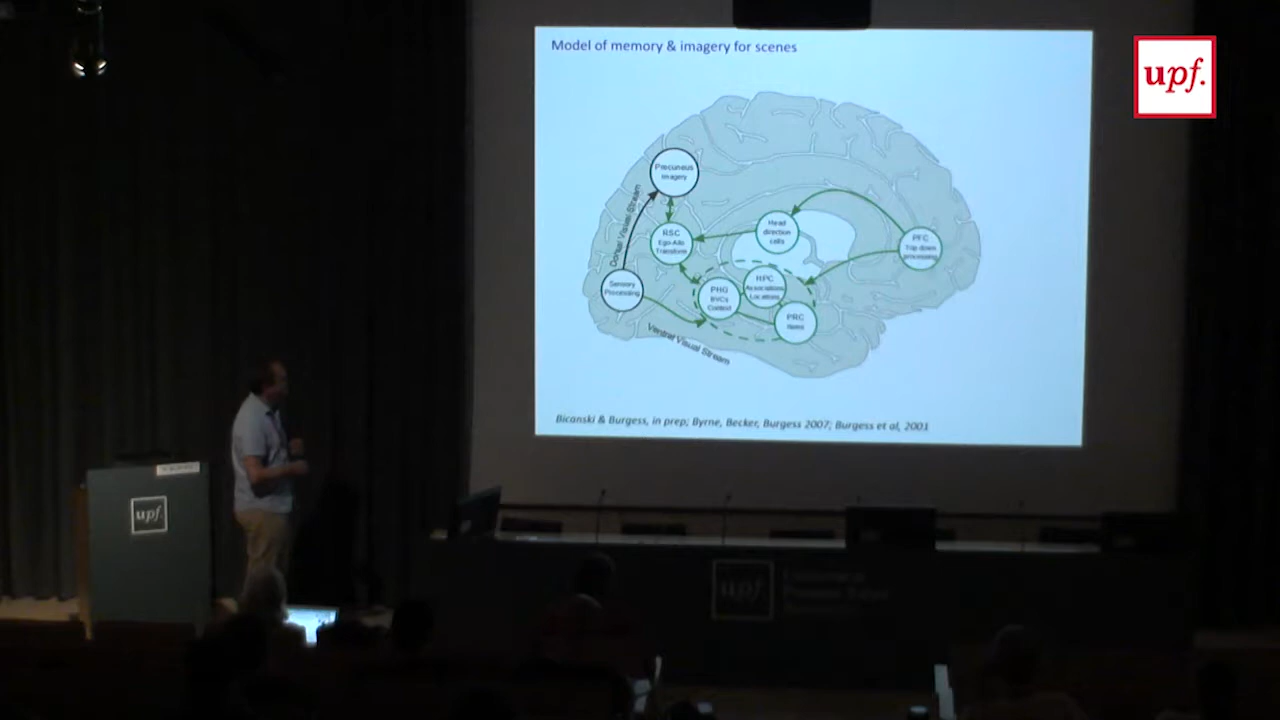 Model of memory & imagery for scenes
upf.
Precuneus
Imagery
Dorsal Visual Stream
RSC
Ego-Allo
Transform
Head
direction
cells
PFC
Top down
processing
Sensory
Processing
PHG
BVCs
Context
HPC
Associations
Locations
PRC
Items
Ventral Visual Stream
Bicanski & Burgess, in prep; Byrne, Becker, Burgess 2007; Burgess et al, 2001
upf.
upf.